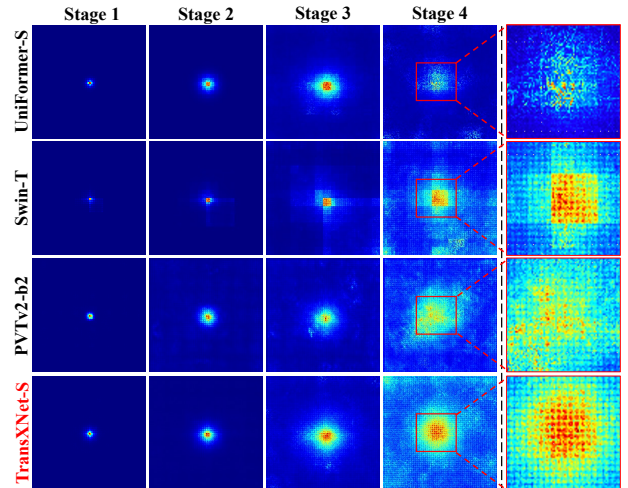 Stage 1 Stage 2 Stage 3 Stage 4
UniFormer-S
Swin-T
PVTv2-b2
TransXNet-S